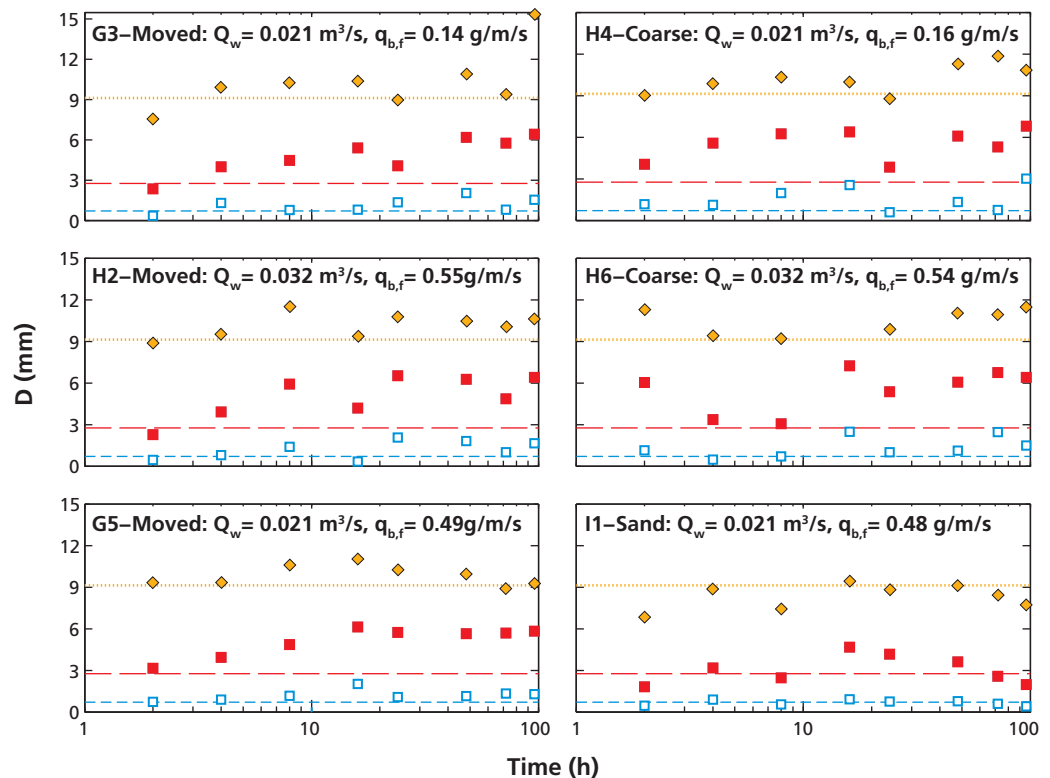 G3–Moved: Qw = 0.021 m³/s, qb,f = 0.14 g/m/s
H4–Coarse: Qw = 0.021 m³/s, qb,f = 0.16 g/m/s
15
12
9
6
3
0
H2–Moved: Qw = 0.032 m³/s, qb,f = 0.55g/m/s
H6–Coarse: Qw = 0.032 m³/s, qb,f = 0.54 g/m/s
15
12
9
6
3
0
D (mm)
G5–Moved: Qw = 0.021 m³/s, qb,f = 0.49g/m/s
I1–Sand: Qw = 0.021 m³/s, qb,f = 0.48 g/m/s
15
12
9
6
3
0
1 10 100 1 10 100
Time (h)